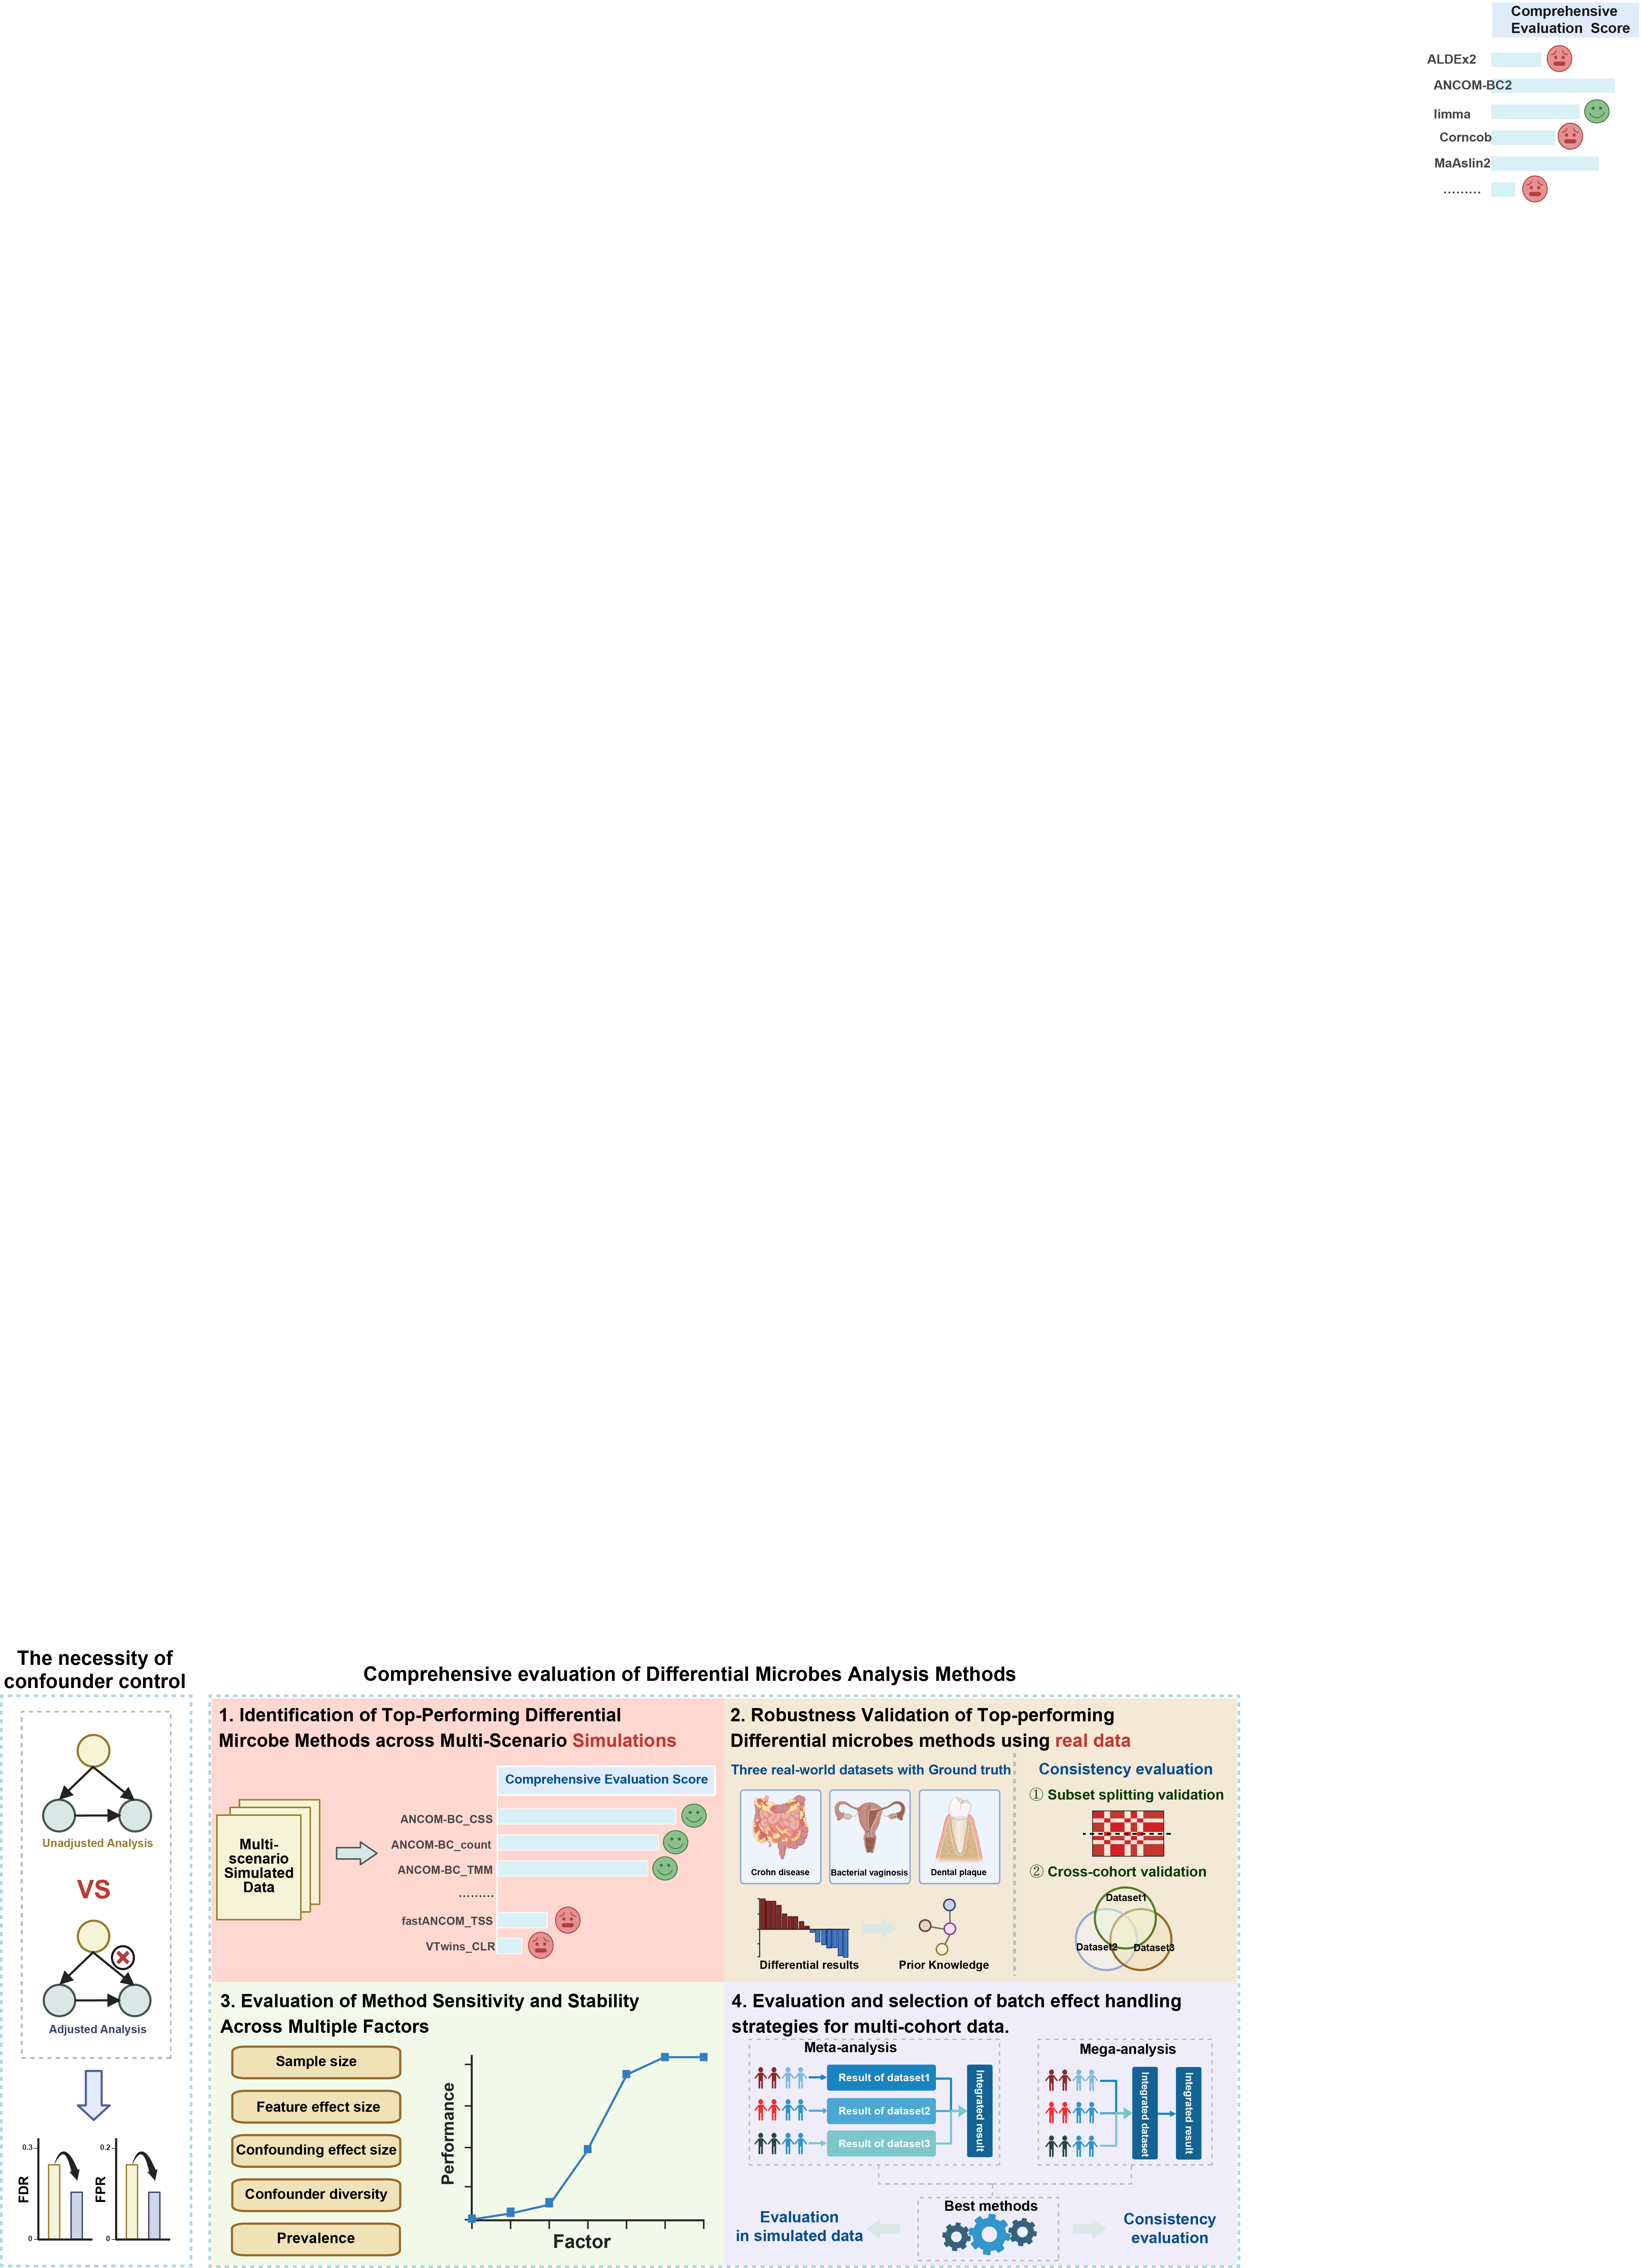 Comprehensive
Evaluation Score
ALDEx2
ANCOM-BC2
limma
Corncob
MaAslin2
.........
The necessity of
confounder control
Unadjusted Analysis
VS
Adjusted Analysis
0.3
0
FDR
0.2
0
FPR
Comprehensive evaluation of Differential Microbes Analysis Methods
1. Identification of Top-Performing Differential
Mircobe Methods across Multi-Scenario Simulations
Multi-
scenario
Simulated
Data
Comprehensive Evaluation Score
ANCOM-BC_CSS
ANCOM-BC_count
ANCOM-BC_TMM
.........
fastANCOM_TSS
VTwins_CLR
2. Robustness Validation of Top-performing
Differential microbes methods using real data
Three real-world datasets with Ground truth
Crohn disease
Bacterial vaginosis
Dental plaque
Differential results
Prior Knowledge
Consistency evaluation
① Subset splitting validation
② Cross-cohort validation
Dataset1
Dataset2
Dataset3
3. Evaluation of Method Sensitivity and Stability
Across Multiple Factors
Sample size
Feature effect size
Confounding effect size
Confounder diversity
Prevalence
Performance
Factor
4. Evaluation and selection of batch effect handling
strategies for multi-cohort data.
Meta-analysis
Result of dataset1
Result of dataset2
Result of dataset3
Integrated result
Mega-analysis
Integrated dataset
Integrated result
Best methods
Evaluation
in simulated data
Consistency
evaluation